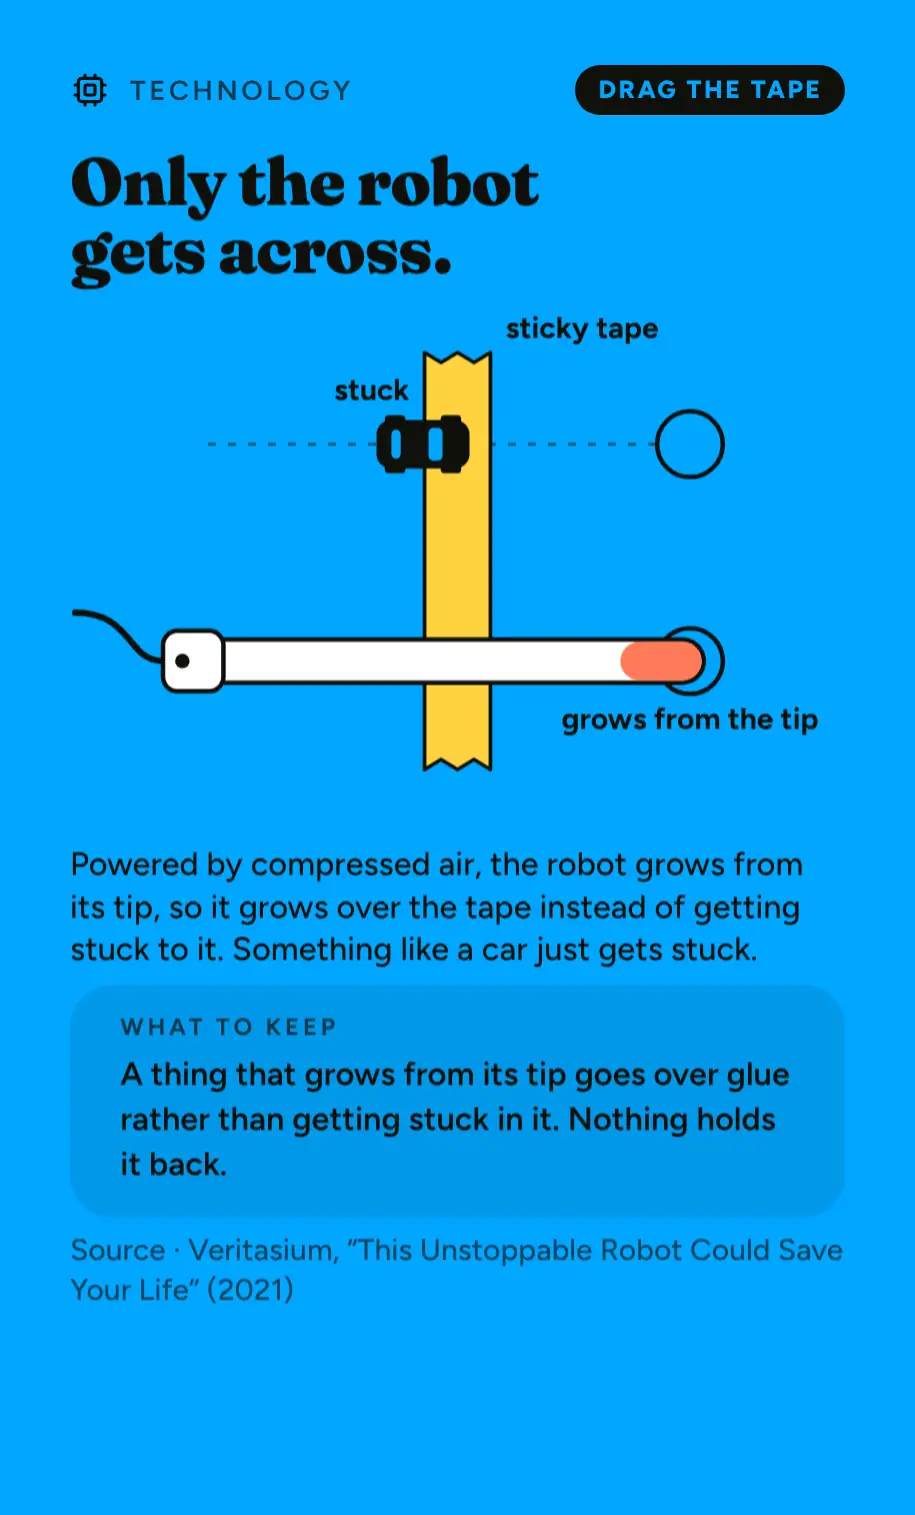 TECHNOLOGY
DRAG THE TAPE
Only the robot
gets across.
sticky tape
stuck
grows from the tip
Powered by compressed air, the robot grows from
its tip, so it grows over the tape instead of getting
stuck to it. Something like a car just gets stuck.
WHAT TO KEEP
A thing that grows from its tip goes over glue
rather than getting stuck in it. Nothing holds
it back.
Source · Veritasium, “This Unstoppable Robot Could Save
Your Life” (2021)